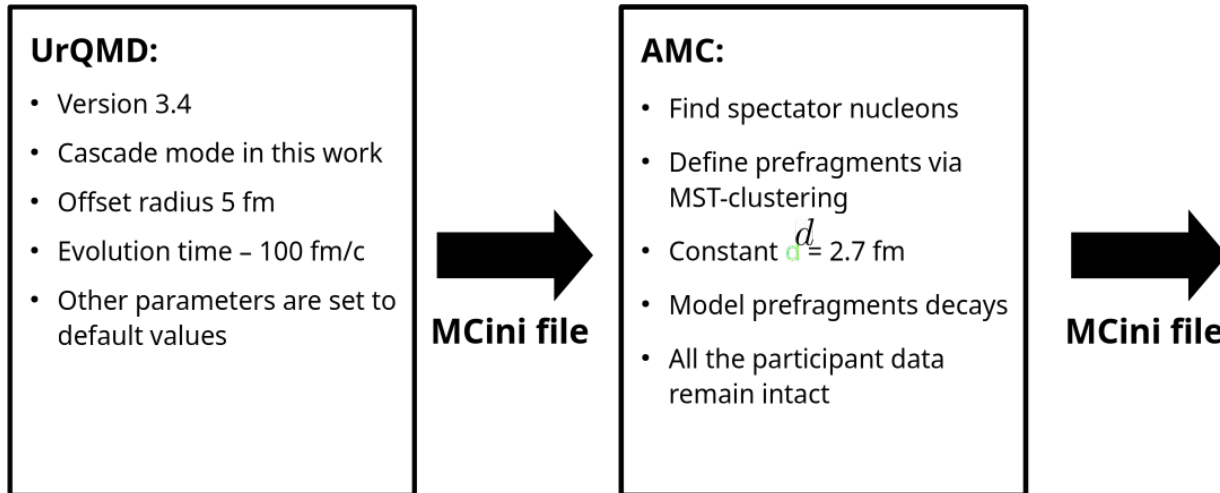 UrQMD:
• Version 3.4
• Cascade mode in this work
• Offset radius 5 fm
• Evolution time – 100 fm/c
• Other parameters are set to
default values
MCini file
AMC:
• Find spectator nucleons
• Define prefragments via
MST-clustering
• Constant d = 2.7 fm
• Model prefragments decays
• All the participant data
remain intact
MCini file